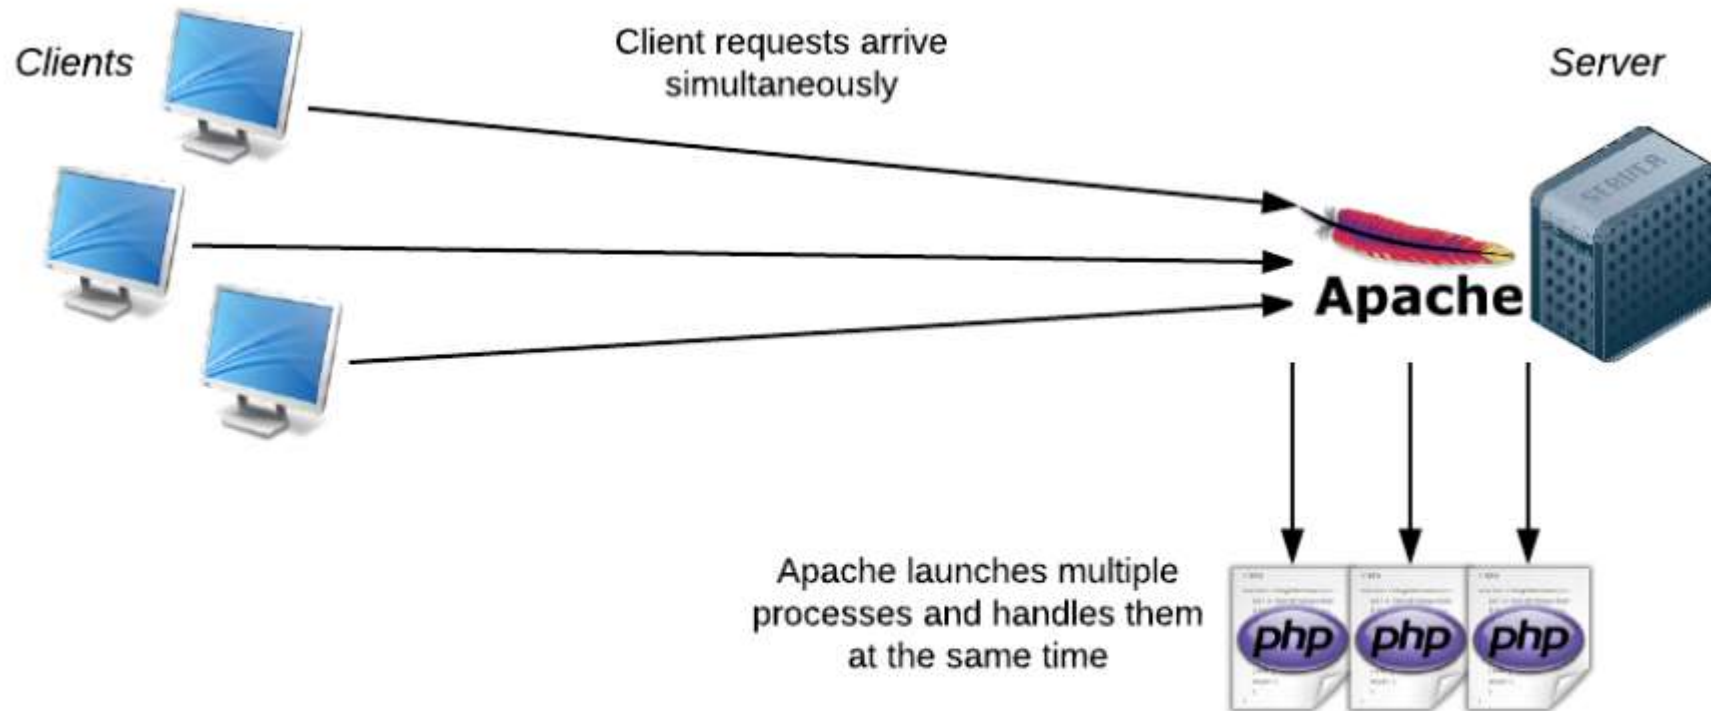 Clients
Client requests arrive
simultaneously
Server
SERVER
Apache
Apache launches multiple
processes and handles them
at the same time
php
php
php